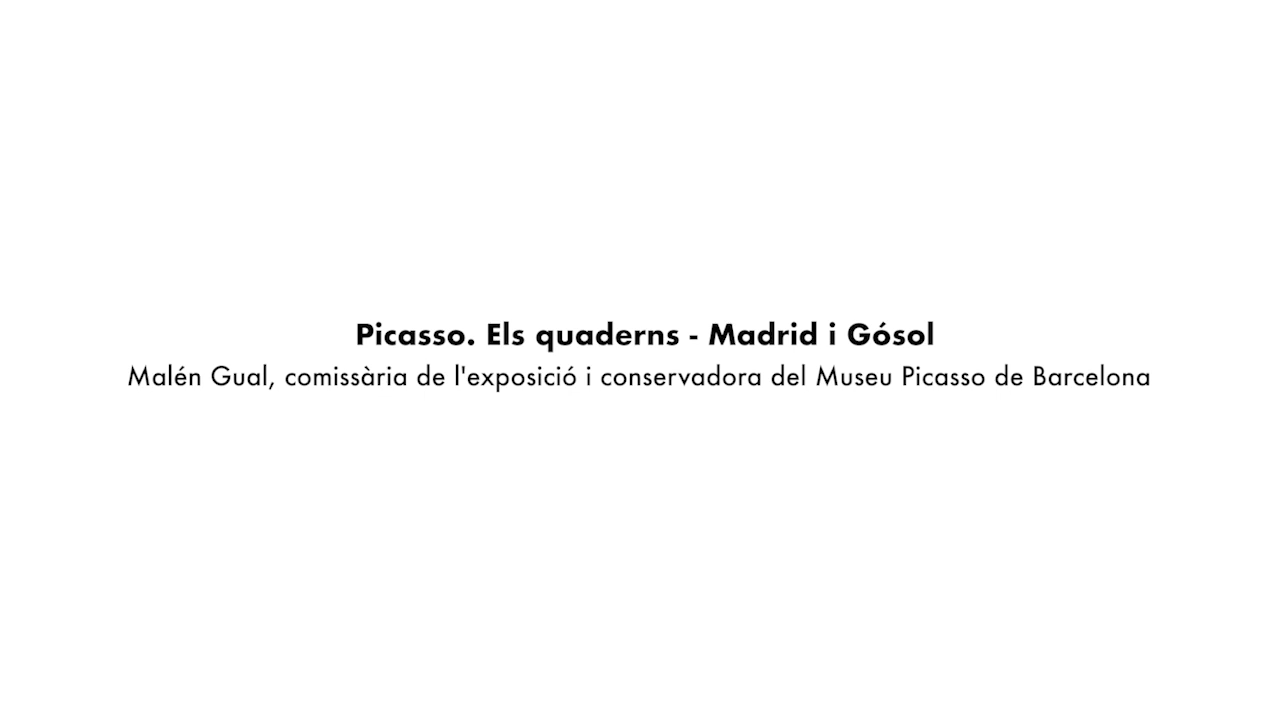 Picasso. Els quaderns - Madrid i Gósol
Malén Gual, comissària de l'exposició i conservadora del Museu Picasso de Barcelona